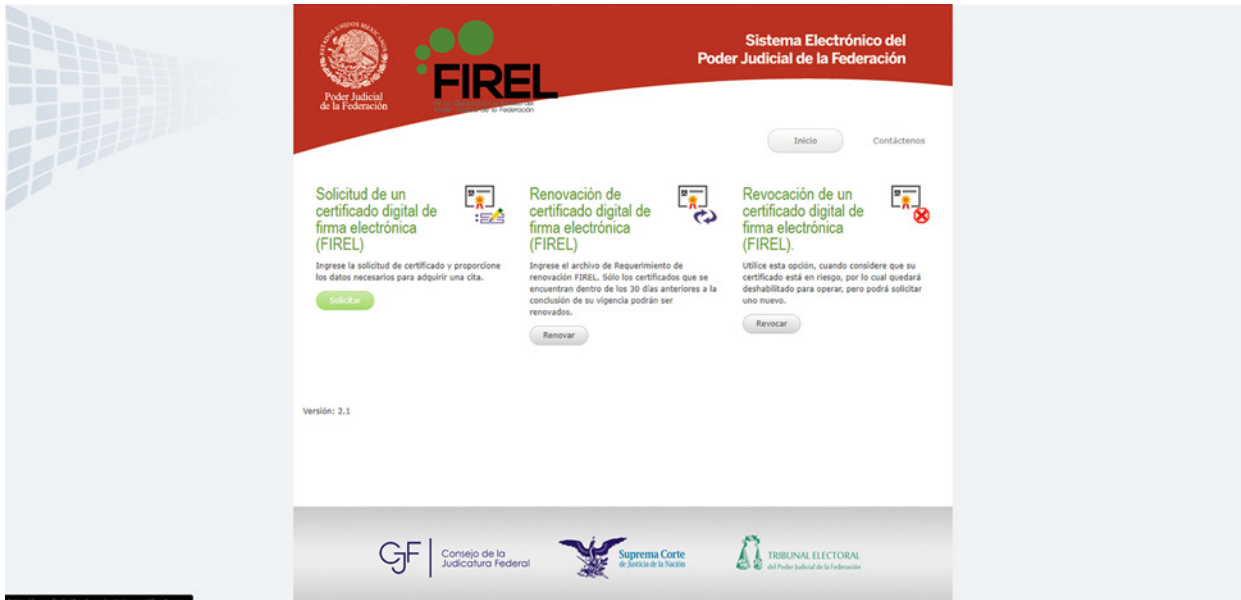 ESTADOS UNIDOS MEXICANOS
Poder Judicial
de la Federación
FIREL
Sistema Electrónico del
Poder Judicial de la Federación
Inicio
Contáctenos
Solicitud de un
certificado digital de
firma electrónica
(FIREL)
Ingrese la solicitud de certificado y proporcione
los datos necesarios para adquirir una cita.
Solicitar
Renovación de
certificado digital de
firma electrónica
(FIREL)
Ingrese el archivo de Requerimiento de
renovación FIREL. Sólo los certificados que se
encuentran dentro de los 30 días anteriores a la
conclusión de su vigencia podrán ser
renovados.
Renovar
Revocación de un
certificado digital de
firma electrónica
(FIREL).
Utilice esta opción, cuando considere que su
certificado está en riesgo, por lo cual quedará
deshabilitado para operar, pero podrá solicitar
uno nuevo.
Revocar
Versión: 2.1
CJF
Consejo de la
Judicatura Federal
Suprema Corte
de Justicia de la Nación
TRIBUNAL ELECTORAL
del Poder Judicial de la Federación